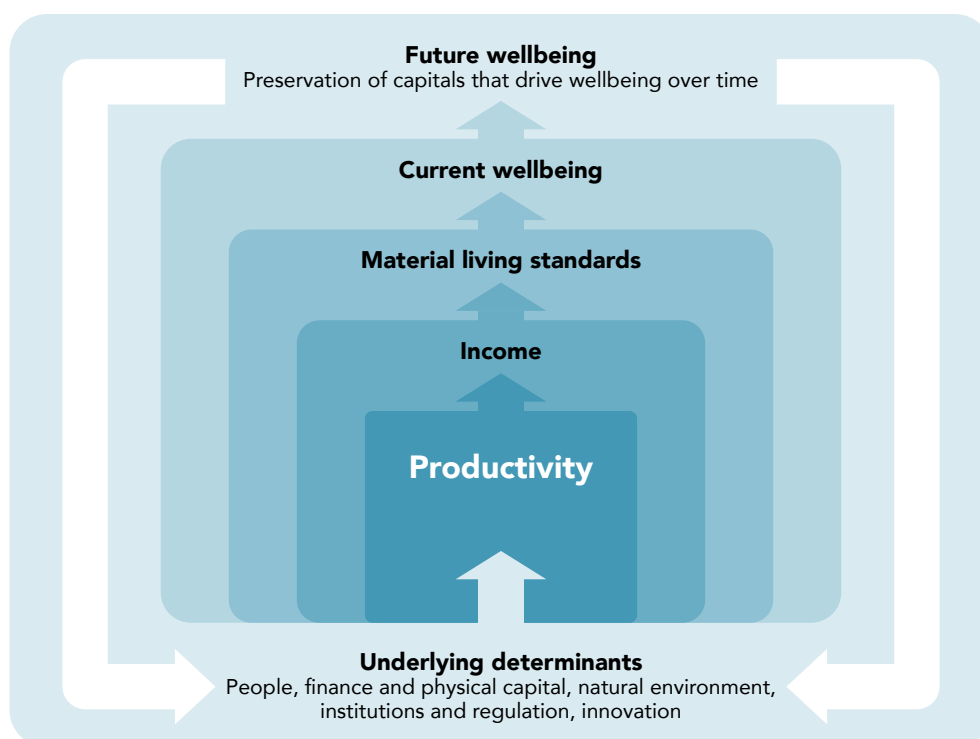 Future wellbeing
Preservation of capitals that drive wellbeing over time
Current wellbeing
Material living standards
Income
Productivity
Underlying determinants
People, finance and physical capital, natural environment,
institutions and regulation, innovation